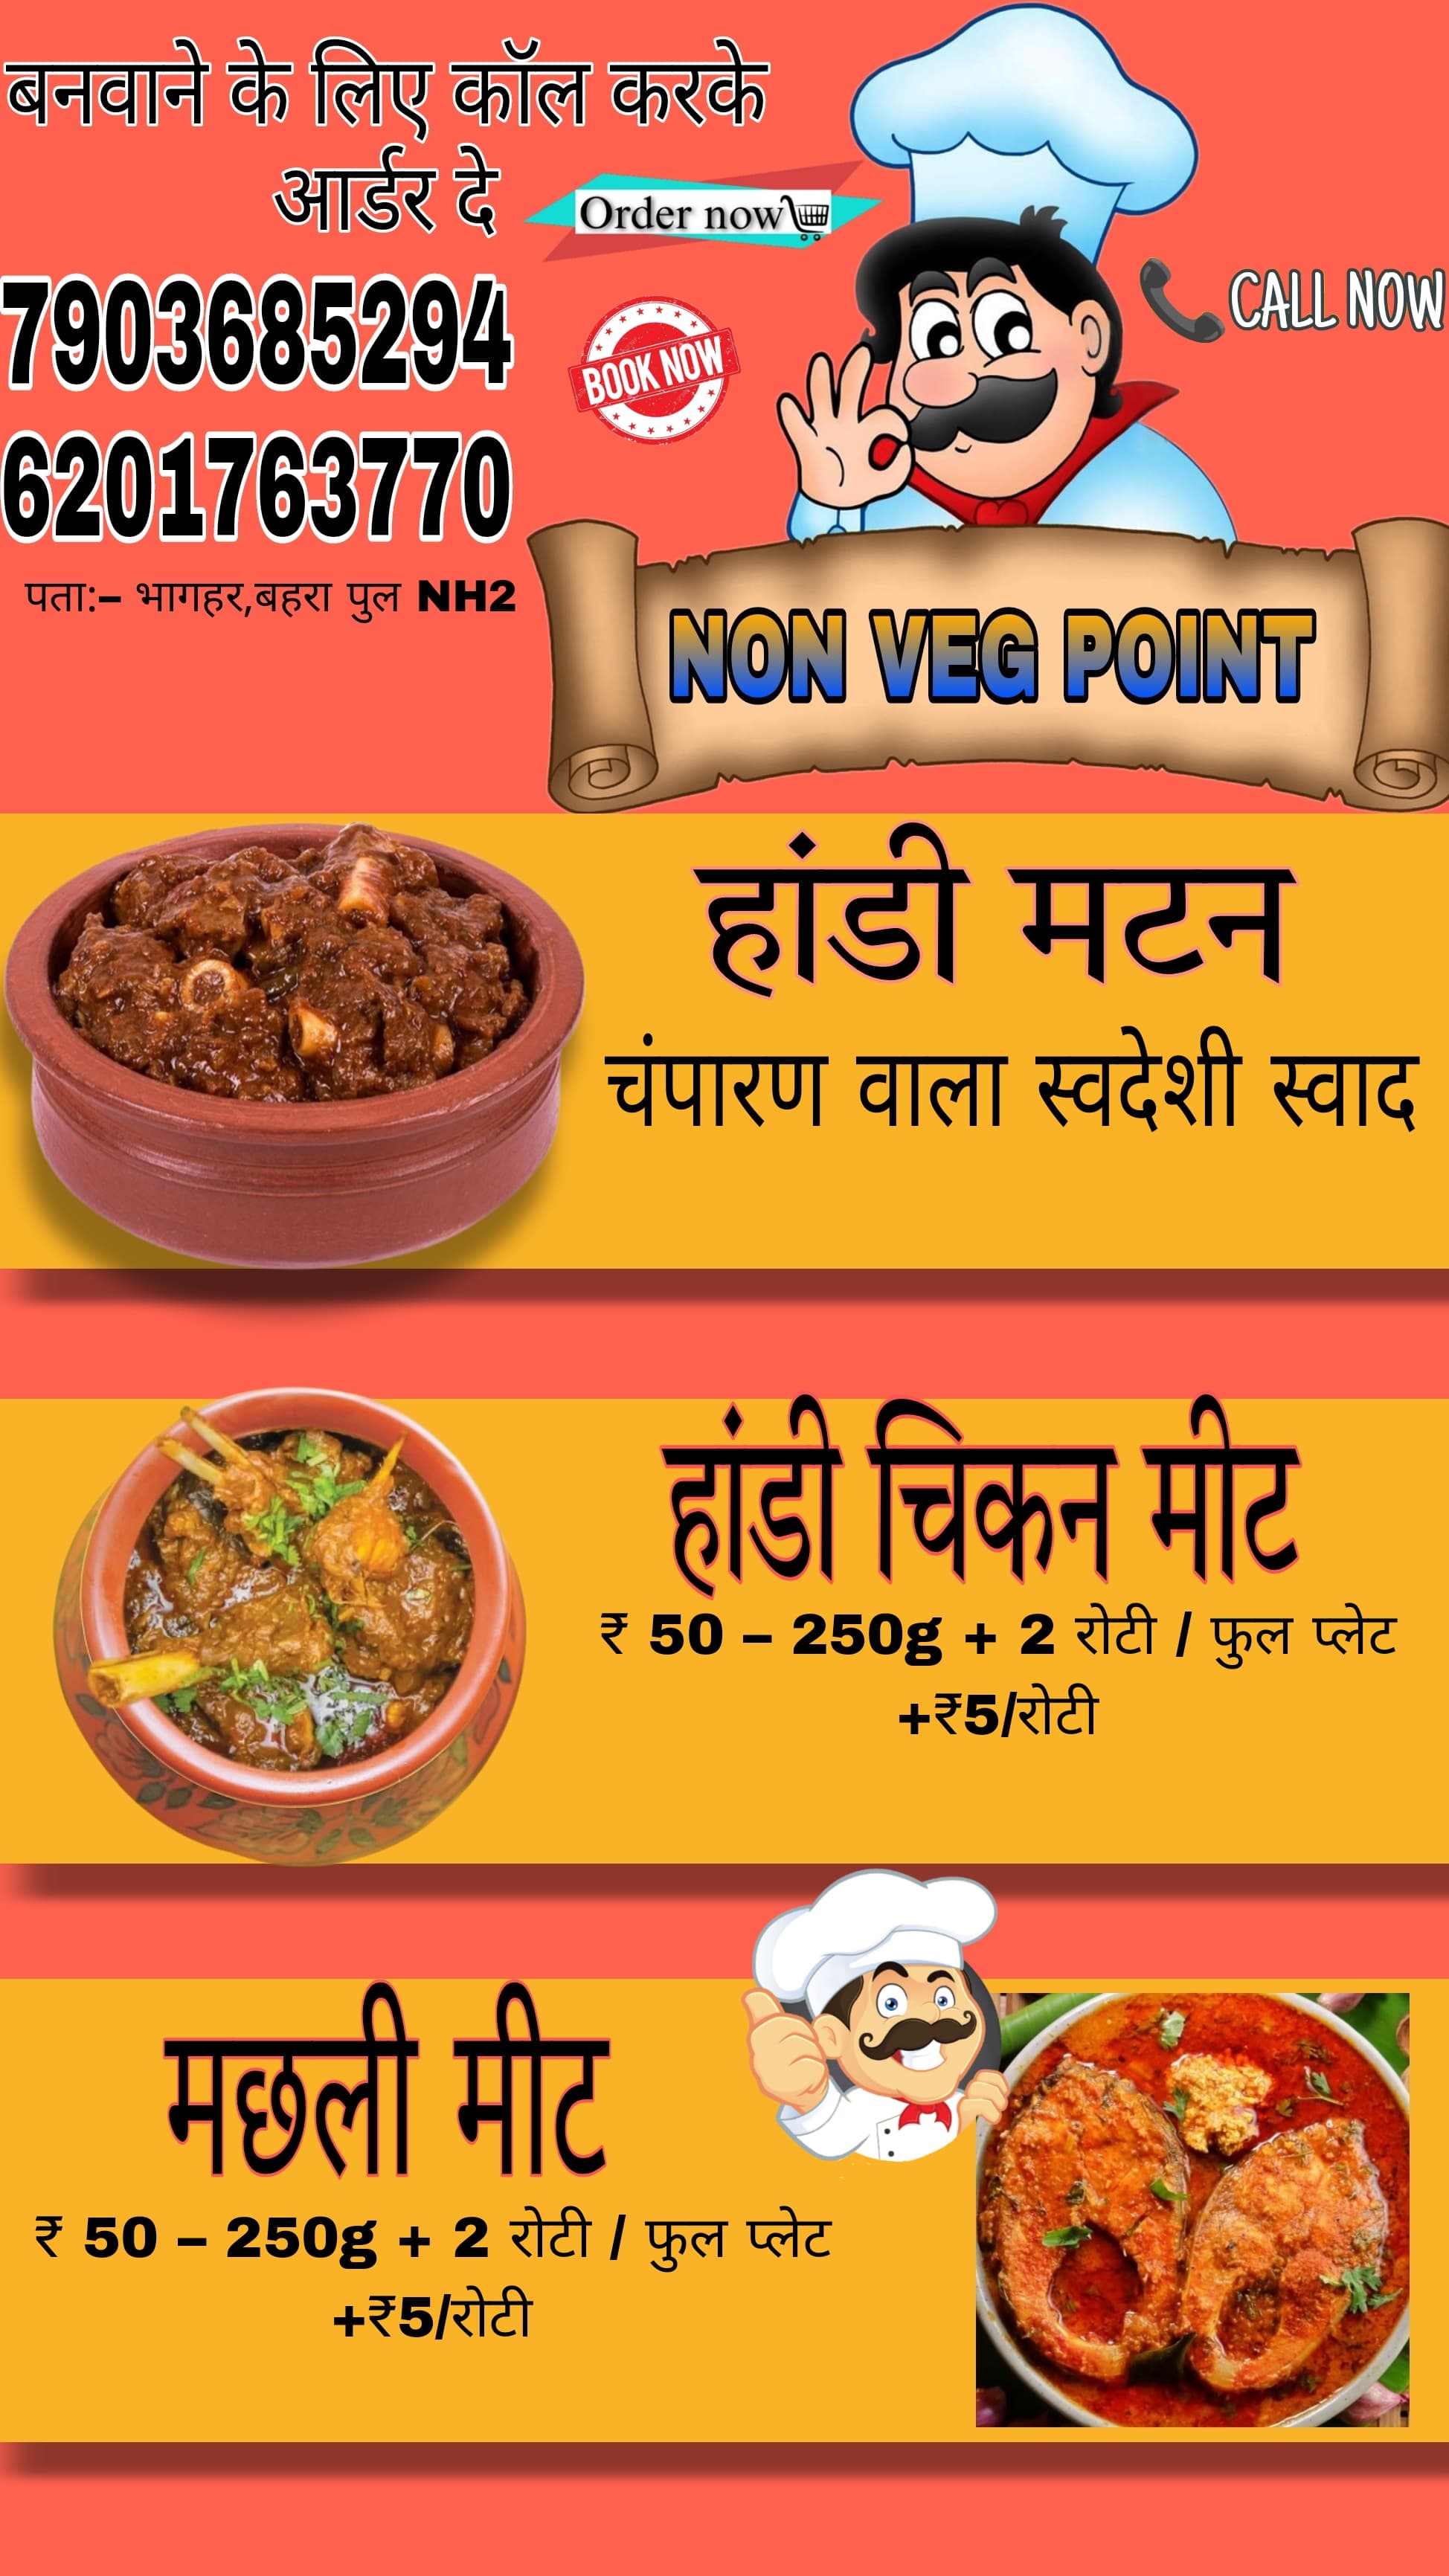 बनवाने के लिए कॉल करके
आर्डर दे
Order now
7903685294
BOOK NOW
CALL NOW
6201763770
पता:– भागहर,बहरा पुल NH2
NON VEG POINT
हांडी मटन
चंपारण वाला स्वदेशी स्वाद
हांडी चिकन मीट
₹ 50 – 250g + 2 रोटी / फुल प्लेट
+₹5/रोटी
मछली मीट
₹ 50 – 250g + 2 रोटी / फुल प्लेट
+₹5/रोटी